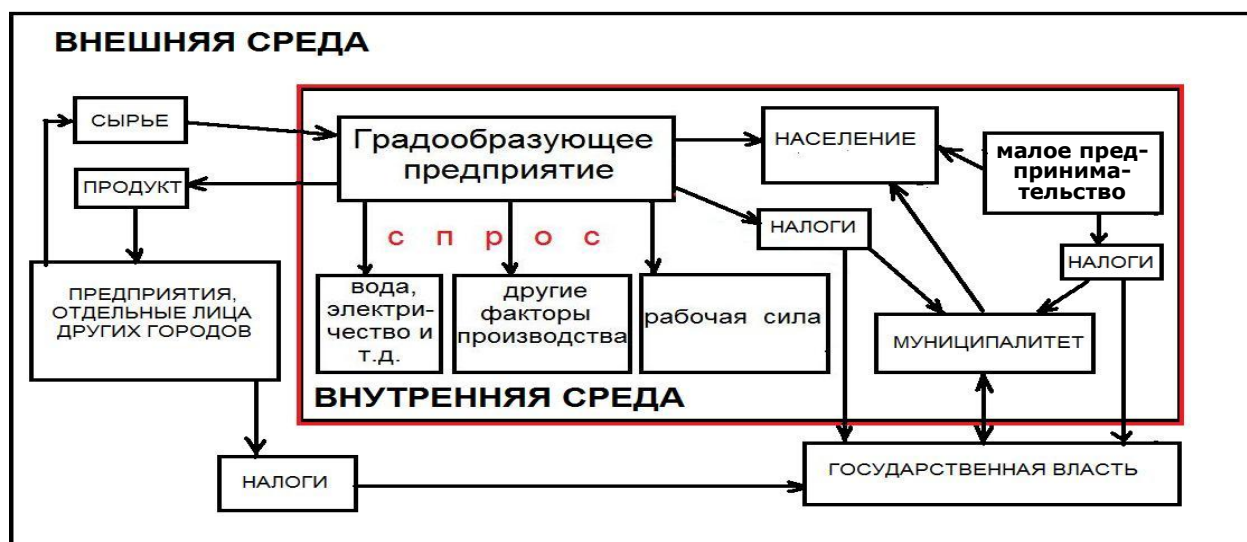 ВНЕШНЯЯ СРЕДА
СЫРЬЕ
ПРОДУКТ
ПРЕДПРИЯТИЯ,
ОТДЕЛЬНЫЕ ЛИЦА
ДРУГИХ ГОРОДОВ
НАЛОГИ
Градообразующее
предприятие
спрос
вода,
электри-
чество и
т.д.
другие
факторы
производства
рабочая сила
ВНУТРЕННЯЯ СРЕДА
НАСЕЛЕНИЕ
малое пред-
принима-
тельство
НАЛОГИ
НАЛОГИ
МУНИЦИПАЛИТЕТ
ГОСУДАРСТВЕННАЯ ВЛАСТЬ